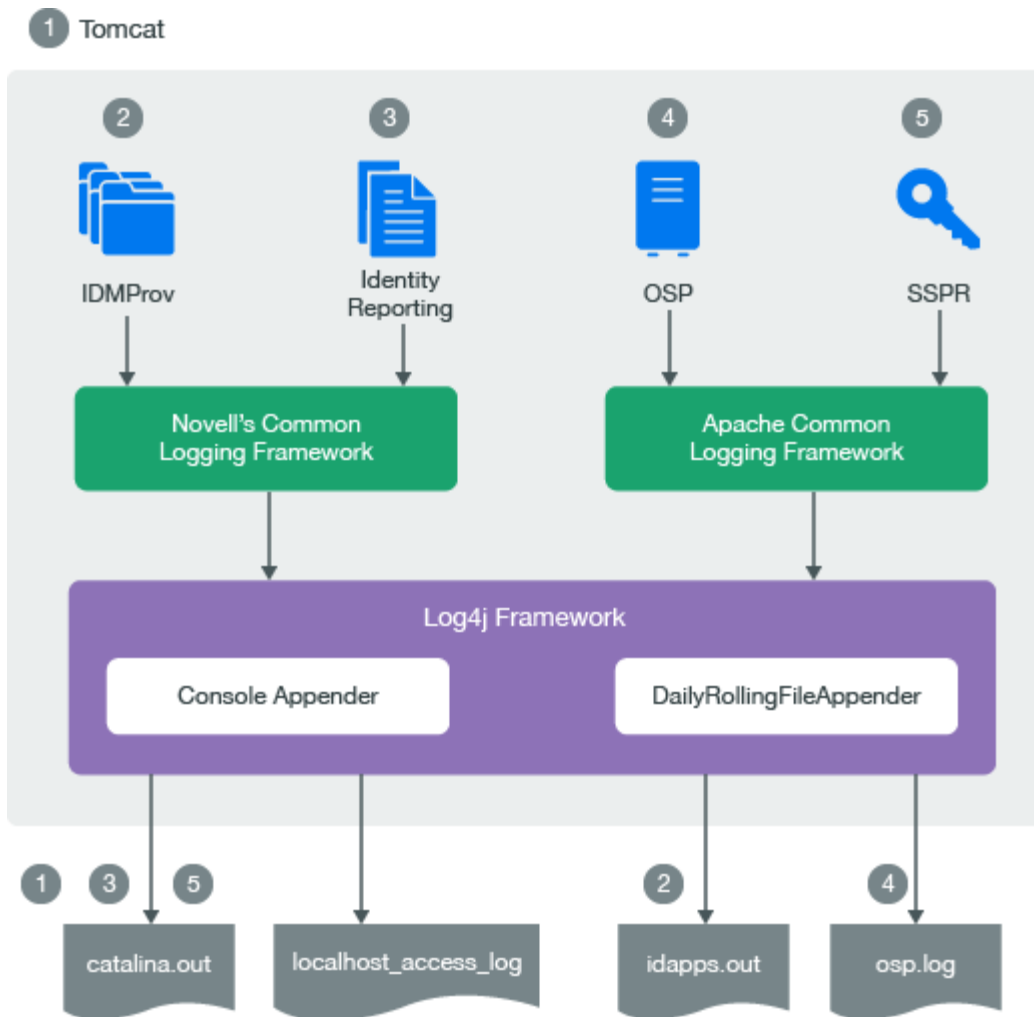 1 Tomcat
2
3
4
5
IDMProv
Identity
Reporting
OSP
SSPR
Novell's Common
Logging Framework
Apache Common
Logging Framework
Log4j Framework
Console Appender
DailyRollingFileAppender
1
3
5
2
4
catalina.out
localhost_access_log
idapps.out
osp.log